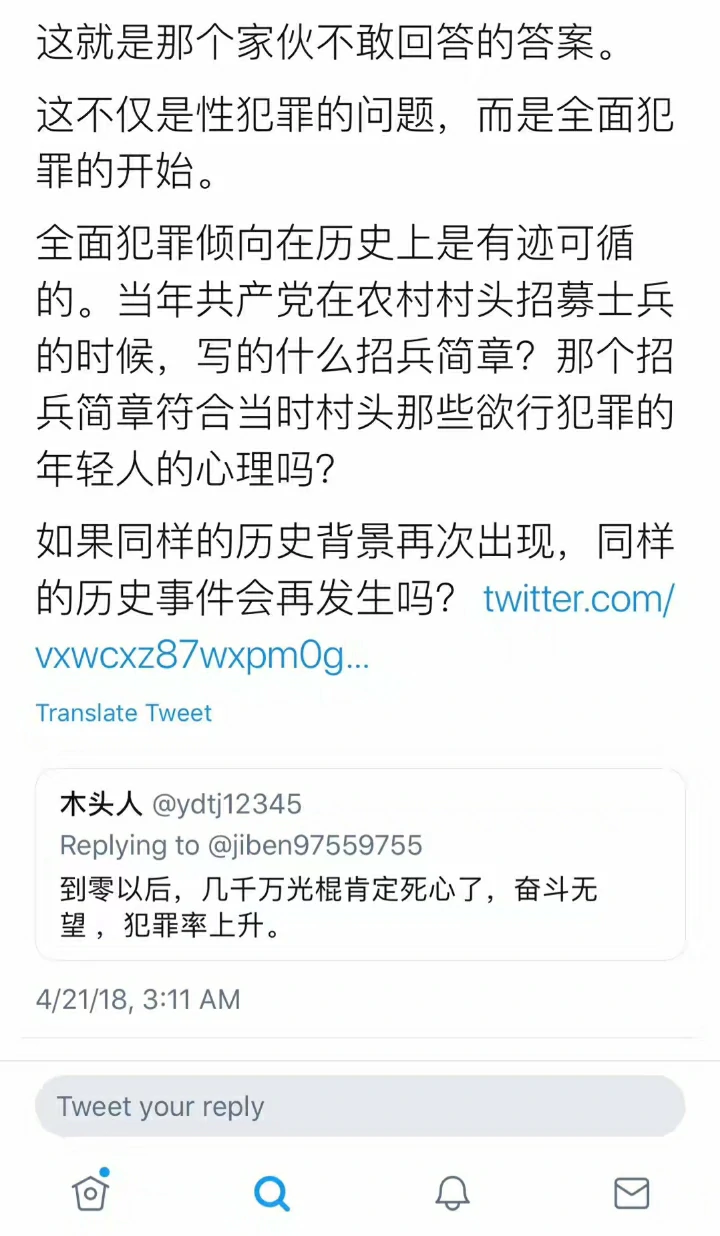 这就是那个家伙不敢回答的答案。
这不仅是性犯罪的问题，而是全面犯
罪的开始。
全面犯罪倾向在历史上是有迹可循
的。当年共产党在农村村头招募士兵
的时候，写的什么招兵简章？那个招
兵简章符合当时村头那些欲行犯罪的
年轻人的心理吗？
如果同样的历史背景再次出现，同样
的历史事件会再发生吗？ twitter.com/
vxwcxz87wxpm0g...
Translate Tweet
木头人 @ydtj12345
Replying to @jiben97559755
到零以后，几千万光棍肯定死心了，奋斗无
望 ，犯罪率上升。
4/21/18, 3:11 AM
Tweet your reply